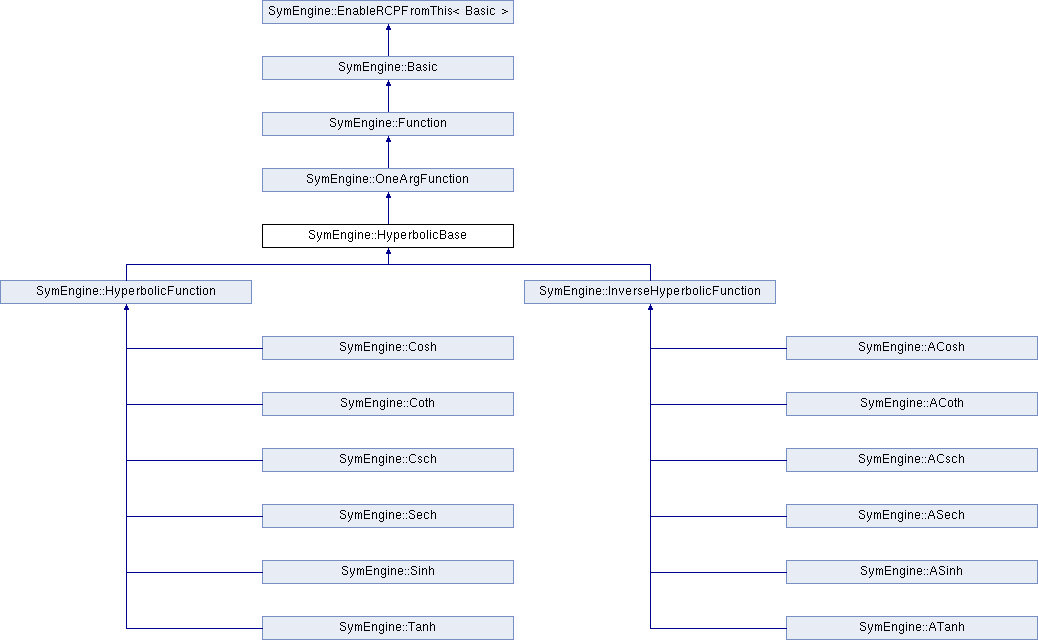 SymEngine::EnableRCPFromThis< Basic >
SymEngine::Basic
SymEngine::Function
SymEngine::OneArgFunction
SymEngine::HyperbolicBase
SymEngine::HyperbolicFunction
SymEngine::InverseHyperbolicFunction
SymEngine::Cosh
SymEngine::ACosh
SymEngine::Coth
SymEngine::ACoth
SymEngine::Csch
SymEngine::ACsch
SymEngine::Sech
SymEngine::ASech
SymEngine::Sinh
SymEngine::ASinh
SymEngine::Tanh
SymEngine::ATanh